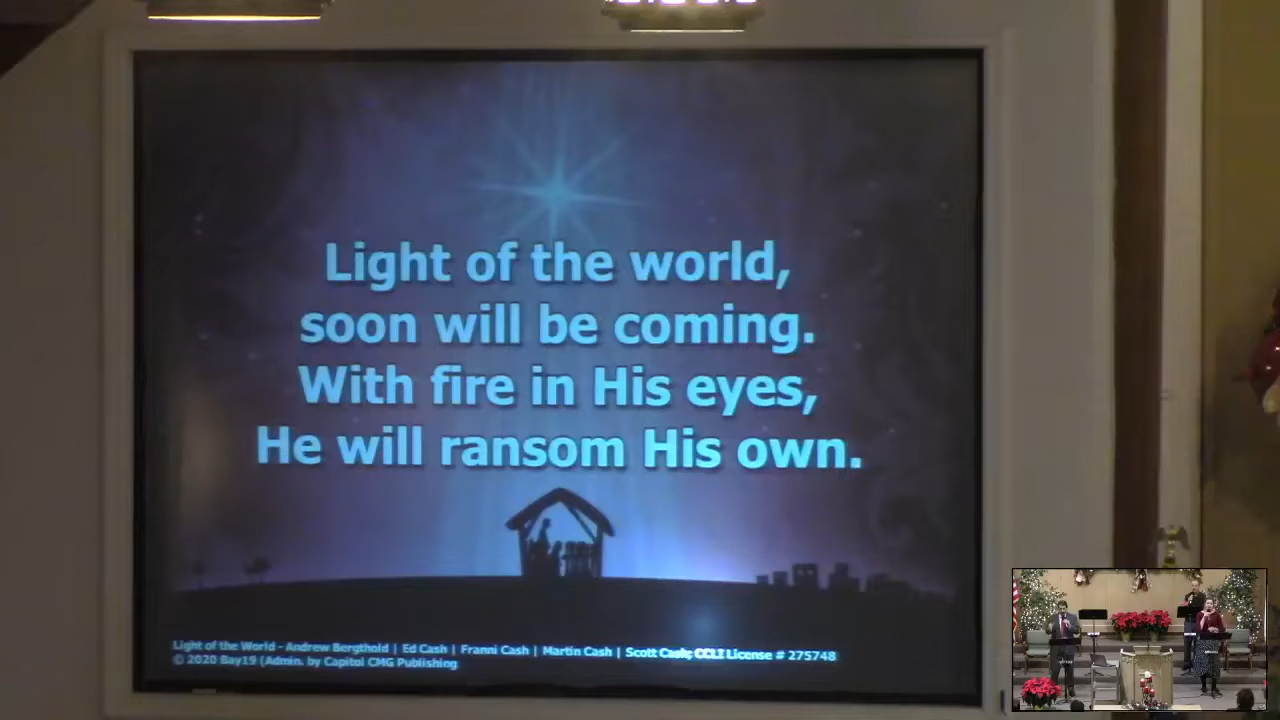 Light of the world,
soon will be coming.
With fire in His eyes,
He will ransom His own.
Light of the World - Andrew Bergthold | Ed Cash | Franni Cash | Martin Cash | Scott Cash; CCLI License # 275748
© 2020 Bay19 (Admin. by Capitol CMG Publishing